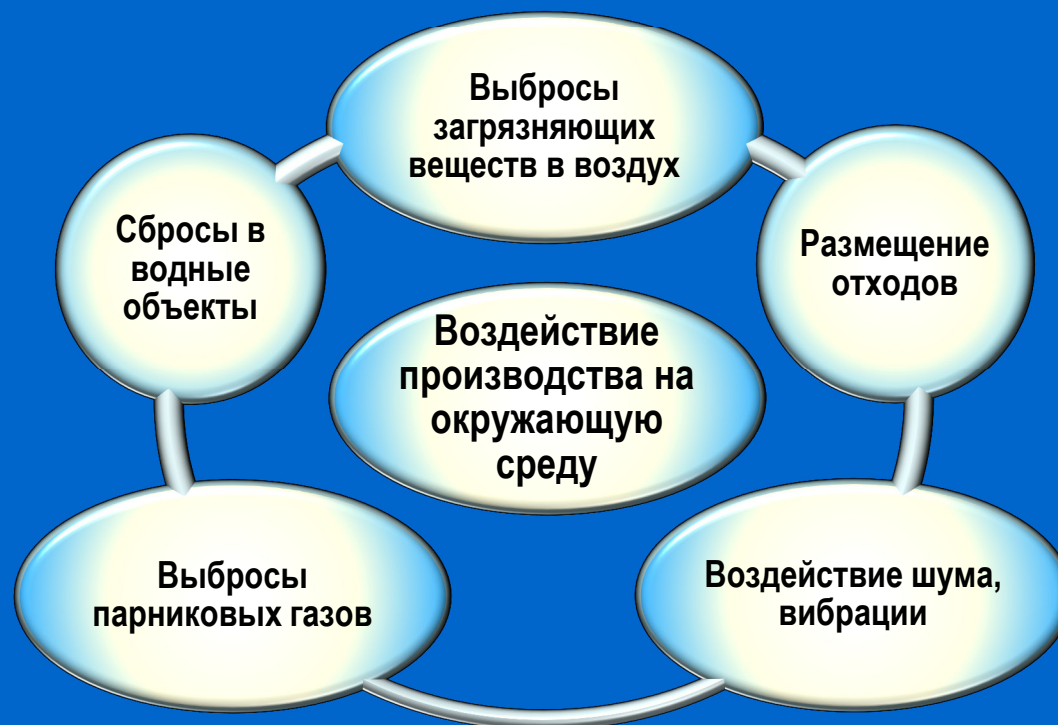 Выбросы
загрязняющих
веществ в воздух
Сбросы в
водные
объекты
Размещение
отходов
Воздействие
производства на
окружающую
среду
Выбросы
парниковых газов
Воздействие шума,
вибрации